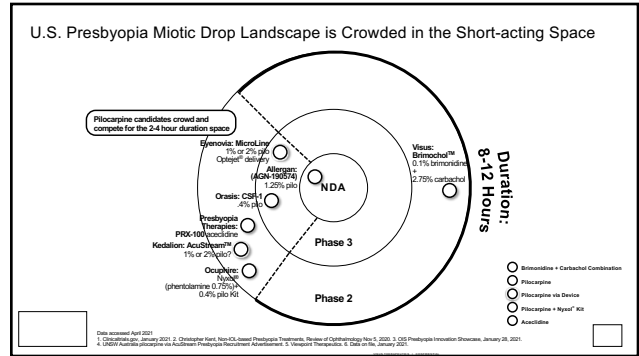 U.S. Presbyopia Miotic Drop Landscape is Crowded in the Short-acting Space
Pilocarpine candidates crowd and
compete for the 2-4 hour duration space
Eyenovia: MicroLine
1% or 2% pilo
Optejet® delivery
Allergan:
(AGN-190574)
1.25% pilo
Orasis: CSF-1
.4% pilo
Presbyopia
Therapies:
PRX-100 aceclidine
Kedalion: AcuStream™
1% or 2% pilo?
Ocuphire:
Nyxol®
(phentolamine 0.75%)+
0.4% pilo Kit
NDA
Phase 3
Phase 2
Visus:
Brimochol™
0.1% brimonidine
+
2.75% carbachol
Duration:
8-12 Hours
Brimonidine + Carbachol Combination
Pilocarpine
Pilocarpine via Device
Pilocarpine + Nyxol® Kit
Aceclidine
Data accessed April 2021
1. Clinicaltrials.gov, January 2021. 2. Christopher Kent, Non-IOL-based Presbyopia Treatments, Review of Ophthalmology Nov 5, 2020. 3. OIS Presbyopia Innovation Showcase, January 28, 2021.
4. UNSW Australia pilocarpine via AcuStream Presbyopia Recruitment Advertisement. 5. Viewpoint Therapeutics. 6. Data on file, January 2021.